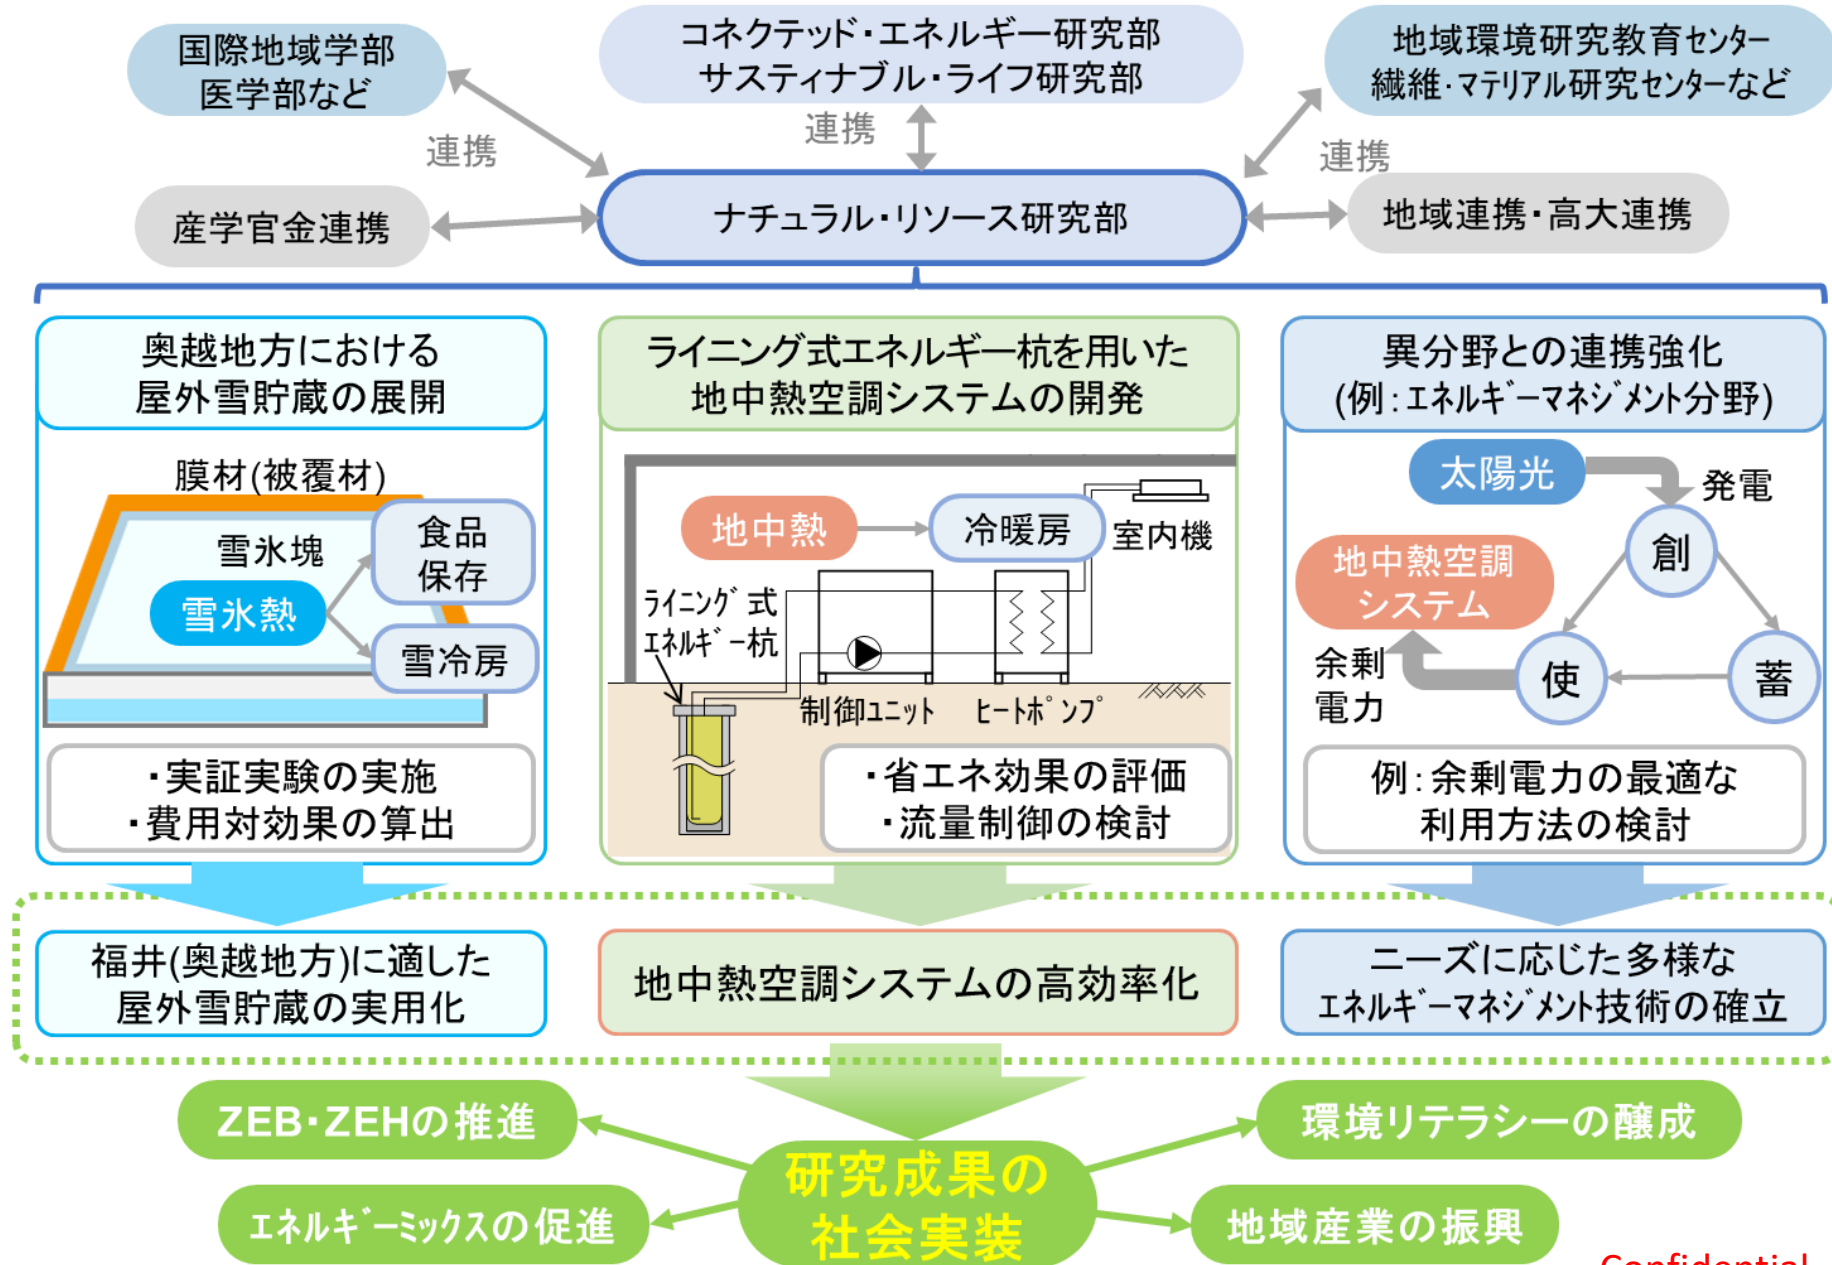 国際地域学部
医学部など
コネクテッド・エネルギー研究部
サスティナブル・ライフ研究部
地域環境研究教育センター
繊維・マテリアル研究センターなど
連携
連携
連携
産学官金連携
ナチュラル・リソース研究部
地域連携・高大連携
奥越地方における
屋外雪貯蔵の展開
膜材(被覆材)
雪氷塊
雪氷熱
食品
保存
雪冷房
・実証実験の実施
・費用対効果の算出
ライニング式エネルギー杭を用いた
地中熱空調システムの開発
地中熱
冷暖房
室内機
ライニング式
エネルギー杭
制御ユニット
ヒートポンプ
・省エネ効果の評価
・流量制御の検討
異分野との連携強化
(例：エネルギーマネジメント分野)
太陽光
発電
創
地中熱空調
システム
余剰
電力
使
蓄
例：余剰電力の最適な
利用方法の検討
福井(奥越地方)に適した
屋外雪貯蔵の実用化
地中熱空調システムの高効率化
ニーズに応じた多様な
エネルギーマネジメント技術の確立
ZEB・ZEHの推進
環境リテラシーの醸成
研究成果の
社会実装
エネルギーミックスの促進
地域産業の振興
Confidential